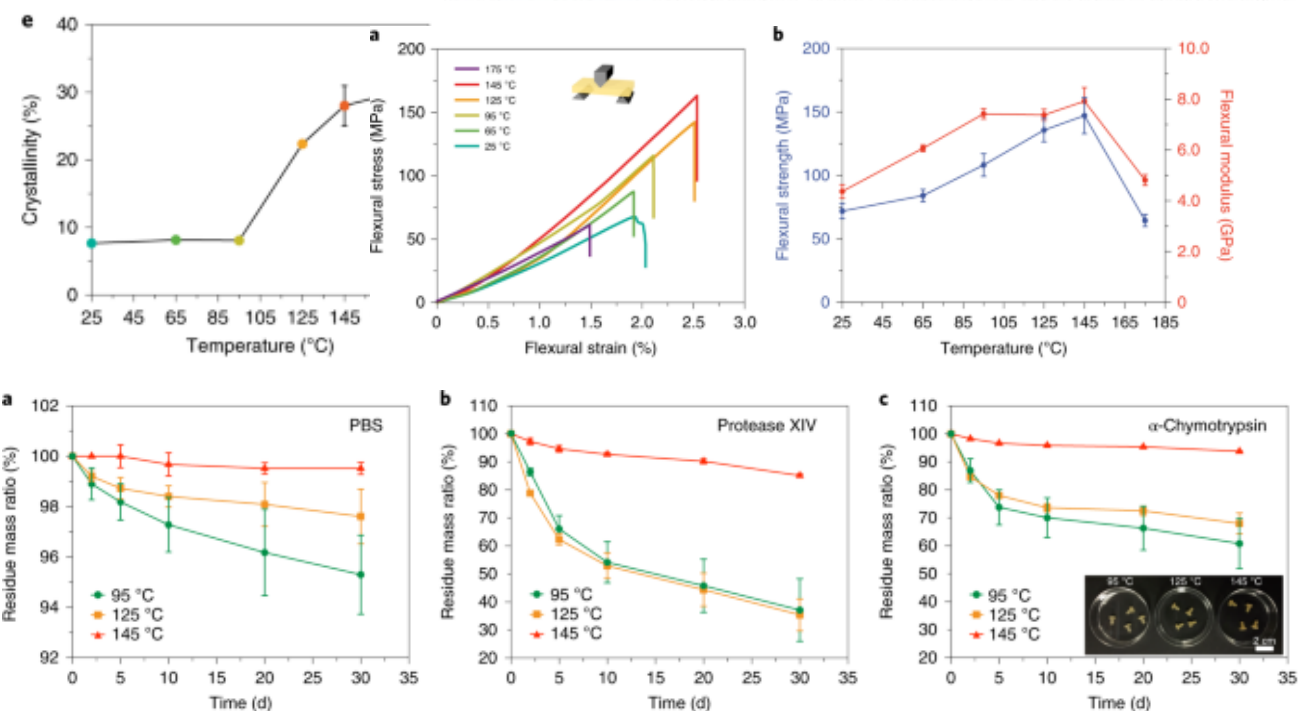 e
40
30
20
10
0
Crystallinity (%)
25 45 65 85 105 125 145
Temperature (°C)
a
200
150
100
50
0
Flexural stress (MPa)
175 °C
145 °C
125 °C
95 °C
65 °C
25 °C
0 0.5 1.0 1.5 2.0 2.5 3.0
Flexural strain (%)
b
200
150
100
50
0
Flexural strength (MPa)
10.0
8.0
6.0
4.0
2.0
0
Flexural modulus (GPa)
25 45 65 85 105 125 145 165 185
Temperature (°C)
a
102
100
98
96
94
92
Residue mass ratio (%)
PBS
95 °C
125 °C
145 °C
0 5 10 15 20 25 30 35
Time (d)
b
110
100
90
80
70
60
50
40
30
20
Residue mass ratio (%)
Protease XIV
95 °C
125 °C
145 °C
0 5 10 15 20 25 30 35
Time (d)
c
110
100
90
80
70
60
50
40
30
20
Residue mass ratio (%)
α-Chymotrypsin
95 °C
125 °C
145 °C
95 °C 125 °C 145 °C
2 cm
0 5 10 15 20 25 30 35
Time (d)